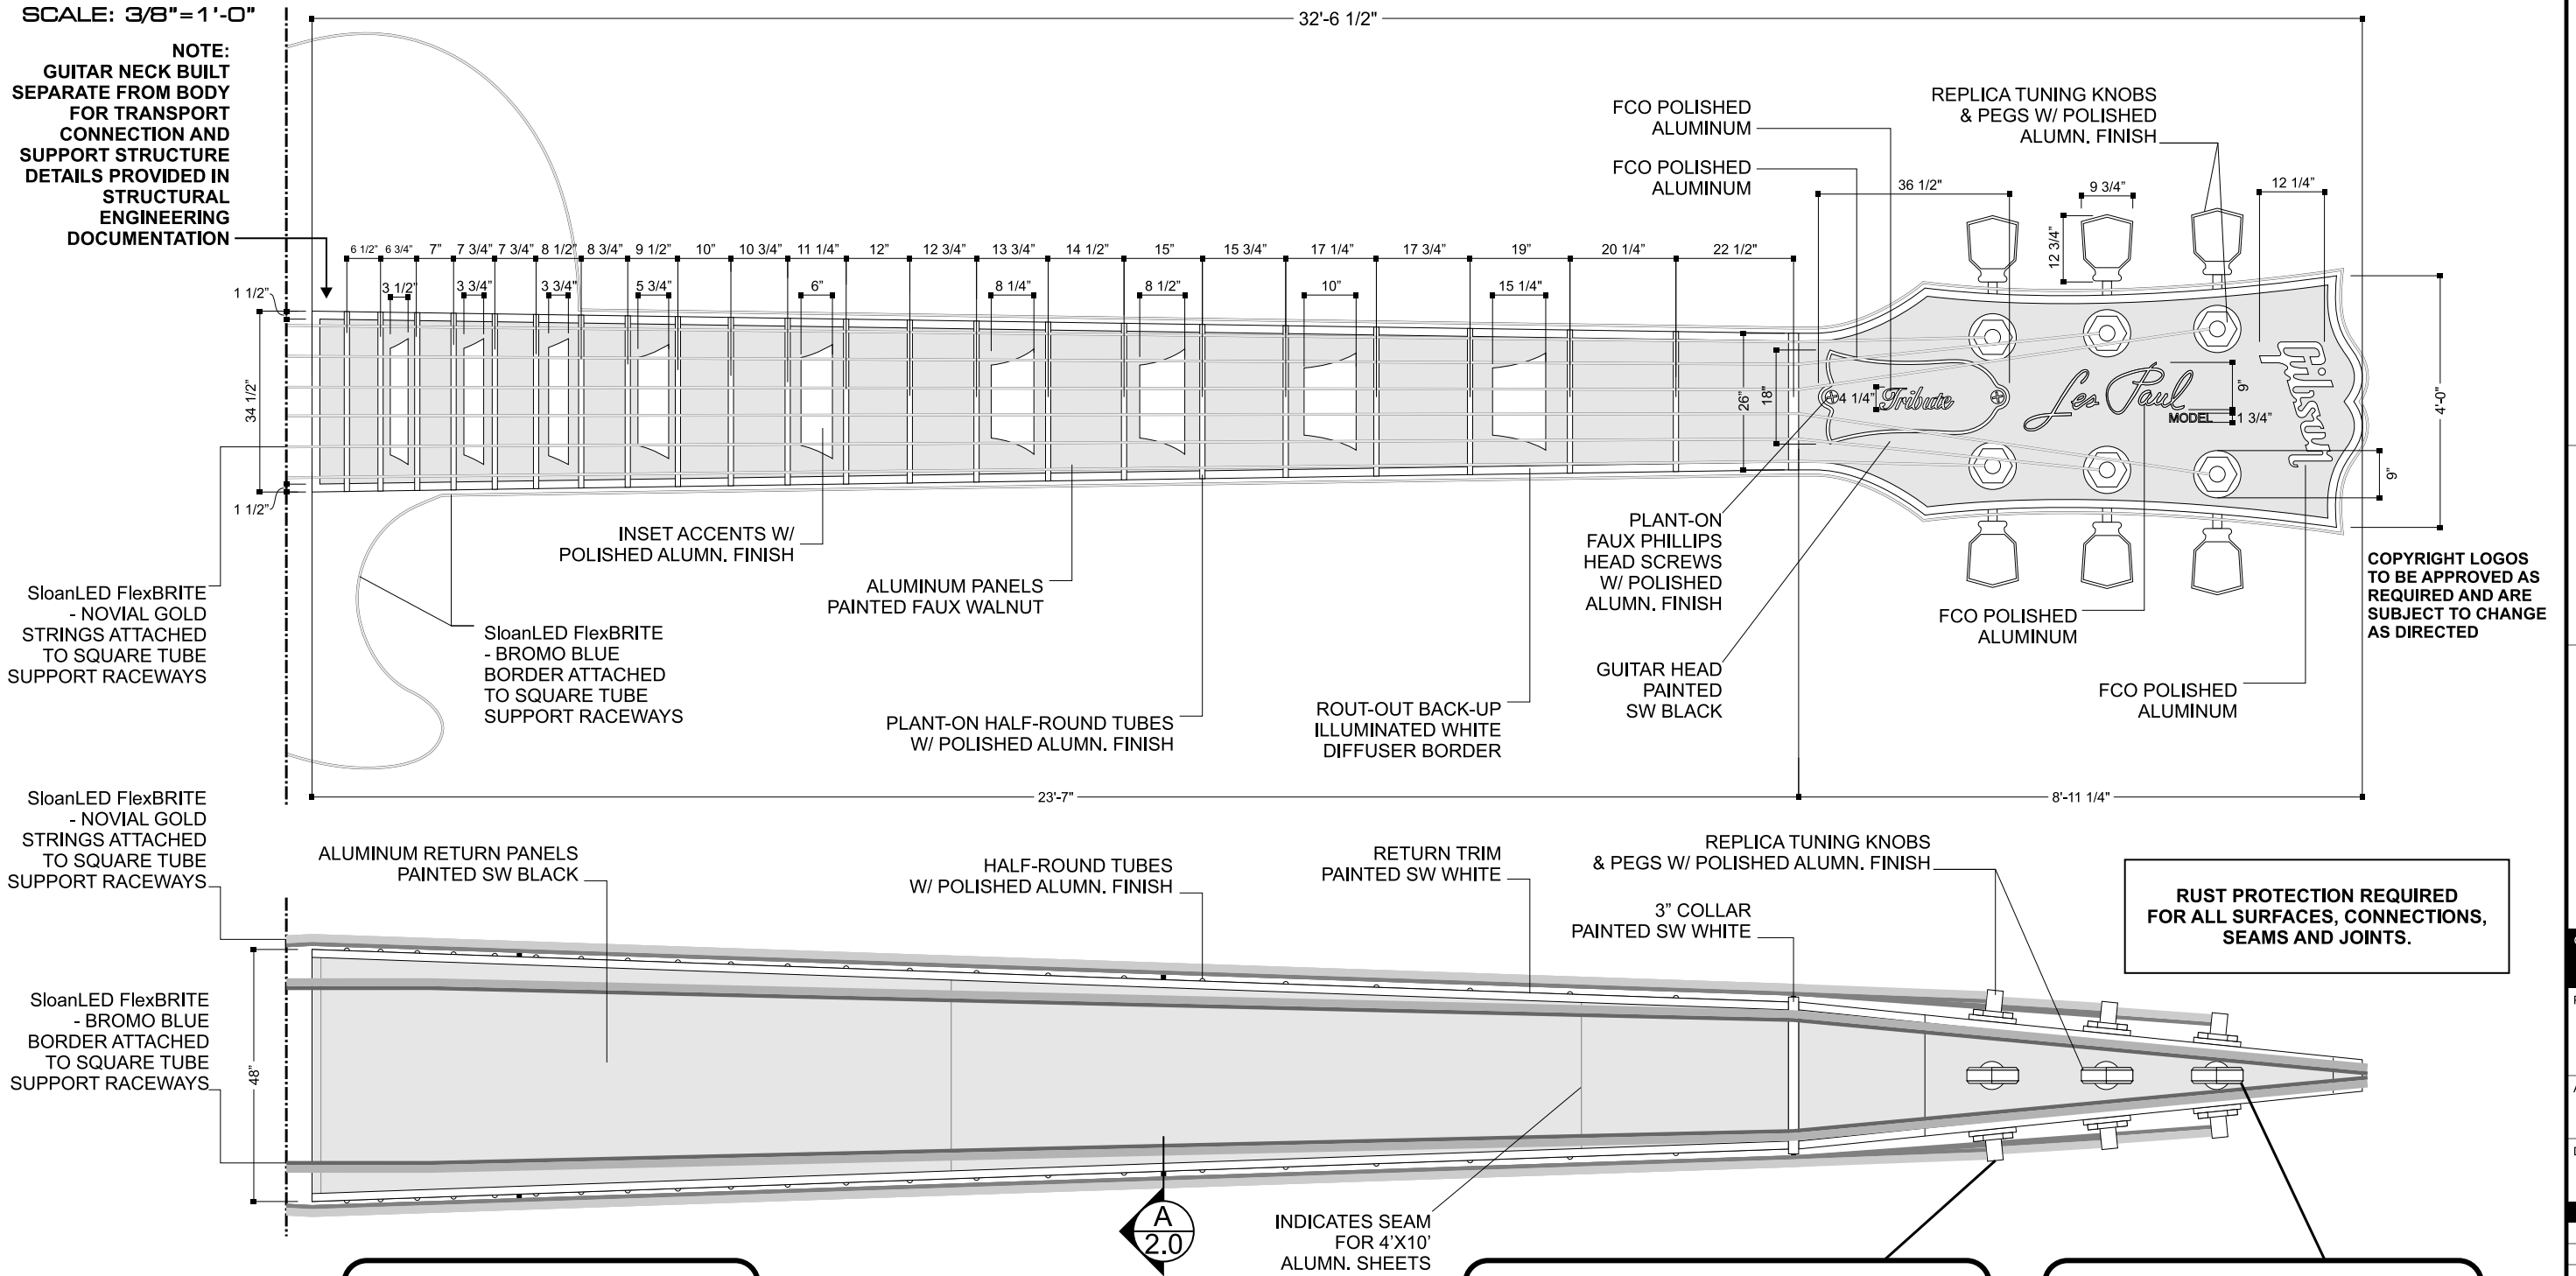 SCALE: 3/8"=1'-0"
32'-6 1/2"
NOTE:
GUITAR NECK BUILT
SEPARATE FROM BODY
FOR TRANSPORT
CONNECTION AND
SUPPORT STRUCTURE
DETAILS PROVIDED IN
STRUCTURAL
ENGINEERING
DOCUMENTATION
FCO POLISHED
ALUMINUM
FCO POLISHED
ALUMINUM
REPLICA TUNING KNOBS
& PEGS W/ POLISHED
ALUMN. FINISH
36 1/2"
9 3/4"
12 1/4"
12 3/4"
6 1/2" 6 3/4" 7" 7 3/4" 7 3/4" 8 1/2" 8 3/4" 9 1/2" 10" 10 3/4" 11 1/4" 12" 12 3/4" 13 3/4" 14 1/2" 15" 15 3/4" 17 1/4" 17 3/4" 19" 20 1/4" 22 1/2"
3 1/2" 3 3/4" 3 3/4" 5 3/4" 6" 8 1/4" 8 1/2" 10" 15 1/4"
1 1/2"
34 1/2"
1 1/2"
26"
18"
4 1/4"
Tribute
Les Paul
MODEL
9"
1 3/4"
Gibson
4'-0"
9"
INSET ACCENTS W/
POLISHED ALUMN. FINISH
ALUMINUM PANELS
PAINTED FAUX WALNUT
PLANT-ON
FAUX PHILLIPS
HEAD SCREWS
W/ POLISHED
ALUMN. FINISH
COPYRIGHT LOGOS
TO BE APPROVED AS
REQUIRED AND ARE
SUBJECT TO CHANGE
AS DIRECTED
SloanLED FlexBRITE
- NOVIAL GOLD
STRINGS ATTACHED
TO SQUARE TUBE
SUPPORT RACEWAYS
SloanLED FlexBRITE
- BROMO BLUE
BORDER ATTACHED
TO SQUARE TUBE
SUPPORT RACEWAYS
FCO POLISHED
ALUMINUM
GUITAR HEAD
PAINTED
SW BLACK
FCO POLISHED
ALUMINUM
PLANT-ON HALF-ROUND TUBES
W/ POLISHED ALUMN. FINISH
ROUT-OUT BACK-UP
ILLUMINATED WHITE
DIFFUSER BORDER
23'-7"
8'-11 1/4"
SloanLED FlexBRITE
- NOVIAL GOLD
STRINGS ATTACHED
TO SQUARE TUBE
SUPPORT RACEWAYS
ALUMINUM RETURN PANELS
PAINTED SW BLACK
HALF-ROUND TUBES
W/ POLISHED ALUMN. FINISH
RETURN TRIM
PAINTED SW WHITE
REPLICA TUNING KNOBS
& PEGS W/ POLISHED ALUMN. FINISH
3" COLLAR
PAINTED SW WHITE
RUST PROTECTION REQUIRED
FOR ALL SURFACES, CONNECTIONS,
SEAMS AND JOINTS.
SloanLED FlexBRITE
- BROMO BLUE
BORDER ATTACHED
TO SQUARE TUBE
SUPPORT RACEWAYS
48"
A
2.0
INDICATES SEAM
FOR 4'X10'
ALUMN. SHEETS